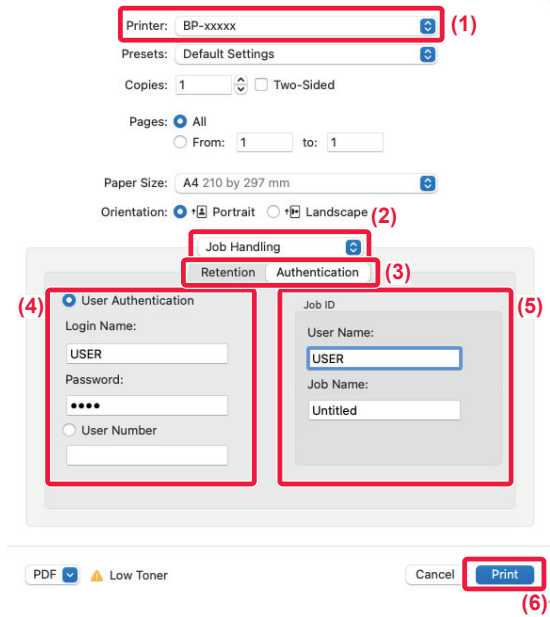 Printer: BP-xxxxx (1)
Presets: Default Settings
Copies: 1 Two-Sided
Pages: All
From: 1 to: 1
Paper Size: A4 210 by 297 mm
Orientation: Portrait Landscape (2)
Job Handling
Retention Authentication (3)
(4) User Authentication Job ID (5)
Login Name: User Name:
USER USER
Password: Job Name:
•••• Untitled
User Number
PDF Low Toner Cancel Print
(6)